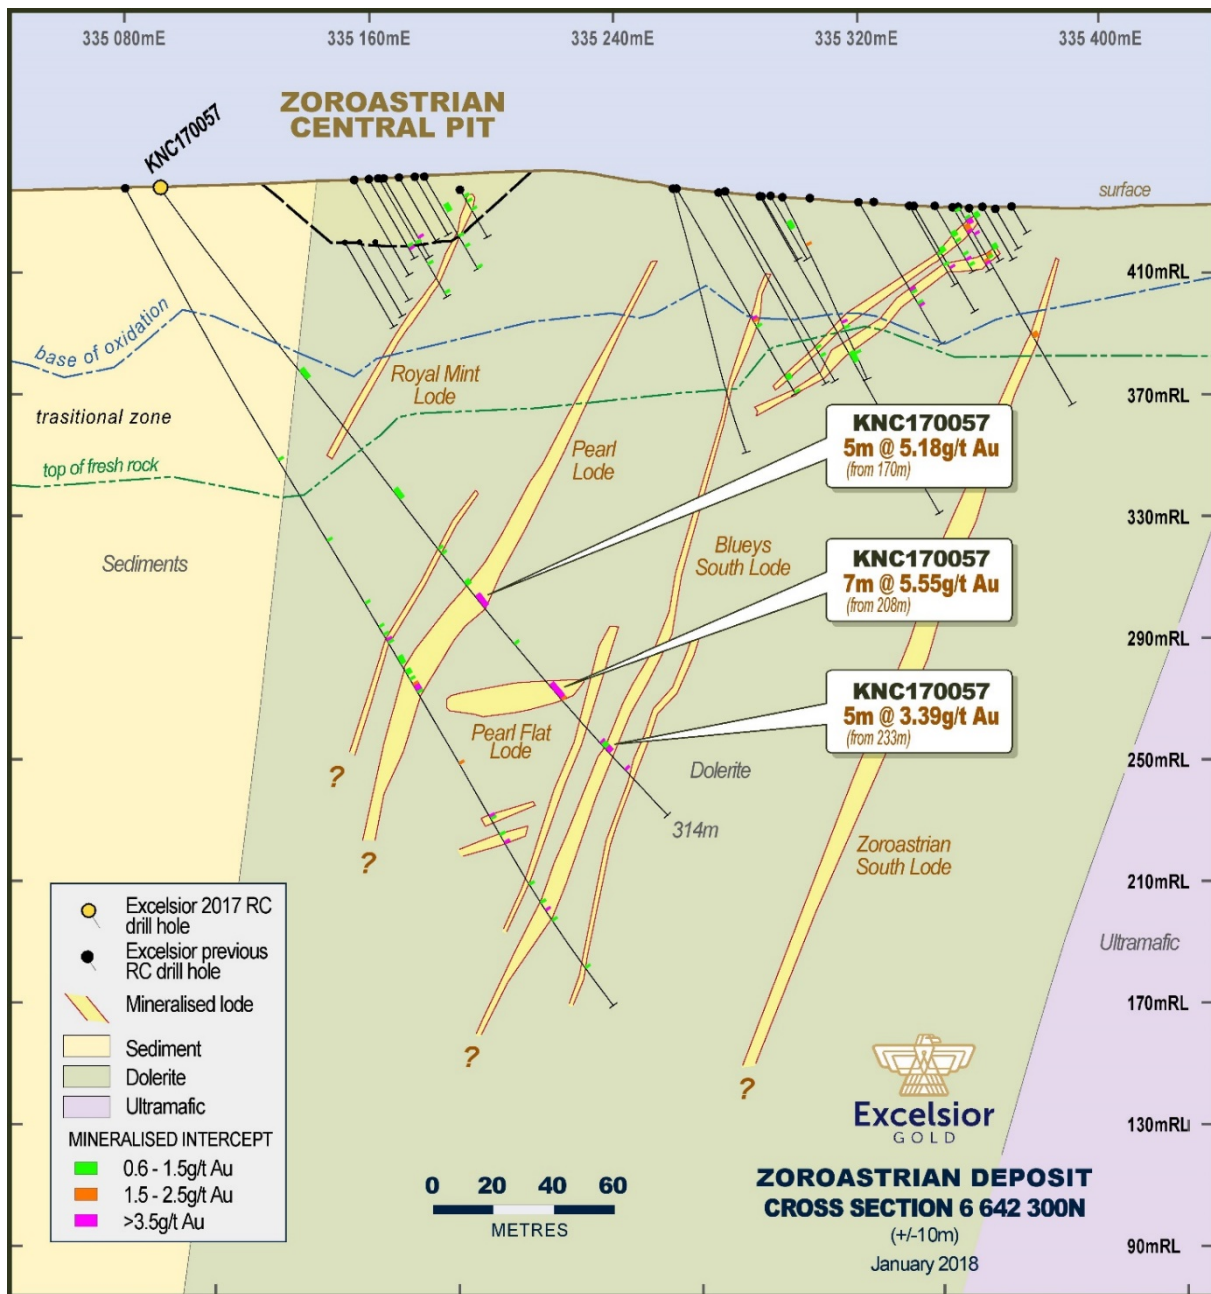 335 080mE
335 160mE
335 240mE
335 320mE
335 400mE
ZOROASTRIAN
CENTRAL PIT
KNC170057
surface
410mRL
base of oxidation
Royal Mint
Lode
370mRL
trasitional zone
KNC170057
5m @ 5.18g/t Au
(from 170m)
Pearl
Lode
top of fresh rock
330mRL
Sediments
Blueys
South Lode
KNC170057
7m @ 5.55g/t Au
(from 208m)
290mRL
KNC170057
5m @ 3.39g/t Au
(from 233m)
Pearl Flat
Lode
Dolerite
250mRL
?
314m
?
Zoroastrian
South Lode
210mRL
Ultramafic
170mRL
?
?
Excelsior 2017 RC
drill hole
Excelsior previous
RC drill hole
Mineralised lode
Sediment
Dolerite
Ultramafic
MINERALISED INTERCEPT
0.6 - 1.5g/t Au
1.5 - 2.5g/t Au
>3.5g/t Au
0 20 40 60
METRES
Excelsior
GOLD
130mRL
ZOROASTRIAN DEPOSIT
CROSS SECTION 6 642 300N
(+/-10m)
January 2018
90mRL